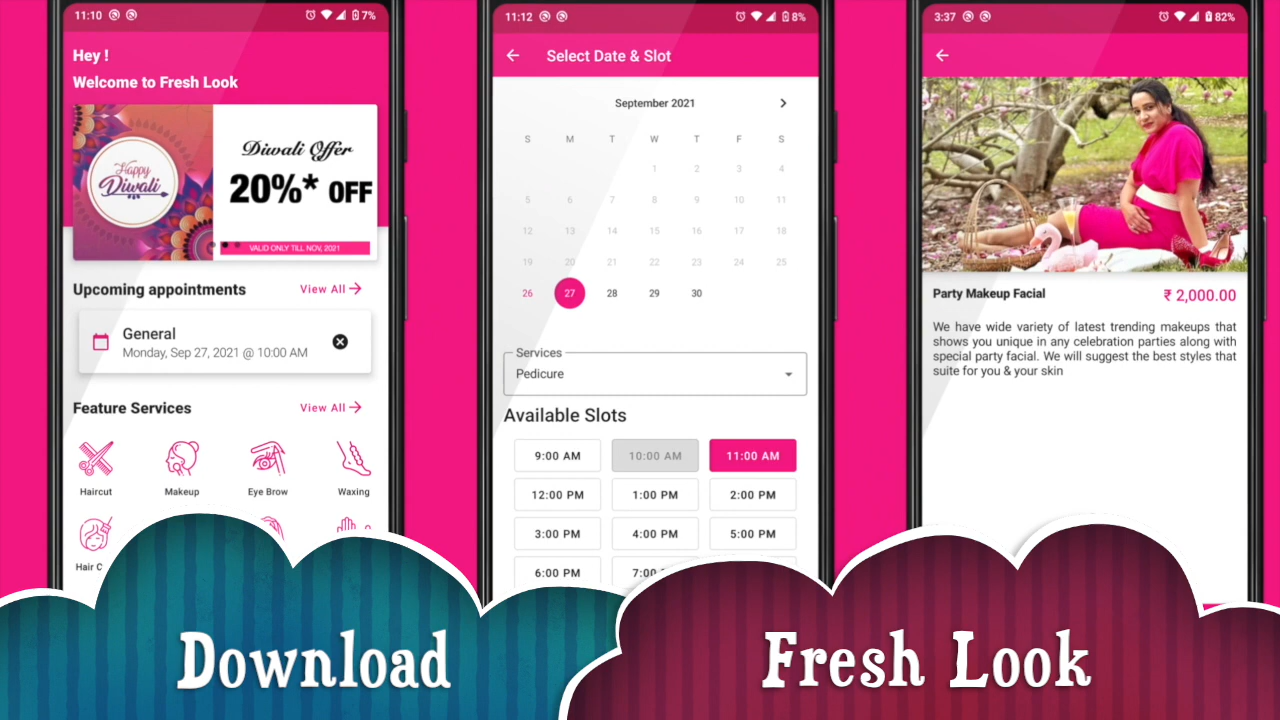 11:10
7%
Hey !
Welcome to Fresh Look
Happy
Diwali
Diwali Offer
20%* OFF
VALID ONLY TILL NOV, 2021
Upcoming appointments
View All
General
Monday, Sep 27, 2021 @ 10:00 AM
Feature Services
View All
Haircut
Makeup
Eye Brow
Waxing
Hair C
11:12
8%
Select Date & Slot
September 2021
S M T W T F S
1 2 3 4
5 6 7 8 9 10 11
12 13 14 15 16 17 18
19 20 21 22 23 24 25
26 27 28 29 30
Services
Pedicure
Available Slots
9:00 AM 10:00 AM 11:00 AM
12:00 PM 1:00 PM 2:00 PM
3:00 PM 4:00 PM 5:00 PM
6:00 PM 7:00
3:37
82%
Party Makeup Facial
₹ 2,000.00
We have wide variety of latest trending makeups that
shows you unique in any celebration parties along with
special party facial. We will suggest the best styles that
suite for you & your skin
Download
Fresh Look